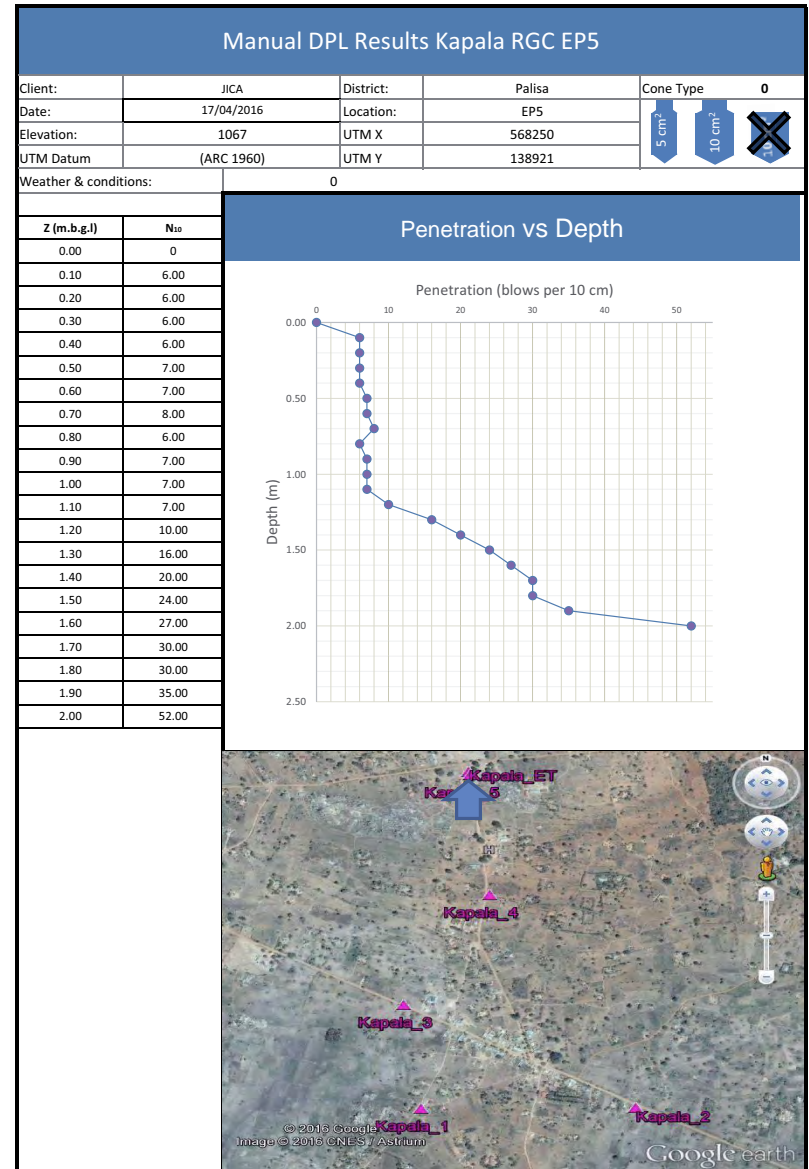 Manual DPL Results Kapala RGC EP5
Client: JICA District: Palisa Cone Type 0
Date: 17/04/2016 Location: EP5
Elevation: 1067 UTM X 568250
UTM Datum (ARC 1960) UTM Y 138921
5 cm²
10 cm²
Weather & conditions: 0
Z (m.b.g.l) N10
0.00 0
0.10 6.00
0.20 6.00
0.30 6.00
0.40 6.00
0.50 7.00
0.60 7.00
0.70 8.00
0.80 6.00
0.90 7.00
1.00 7.00
1.10 7.00
1.20 10.00
1.30 16.00
1.40 20.00
1.50 24.00
1.60 27.00
1.70 30.00
1.80 30.00
1.90 35.00
2.00 52.00
Penetration vs Depth
Penetration (blows per 10 cm)
0 10 20 30 40 50
0.00
0.50
1.00
1.50
2.00
2.50
Depth (m)
N
Kapala_ET
Kapala_4
Kapala_3
Kapala_1
Kapala_2
© 2016 Google
Image © 2016 CNES / Astrium
Google earth